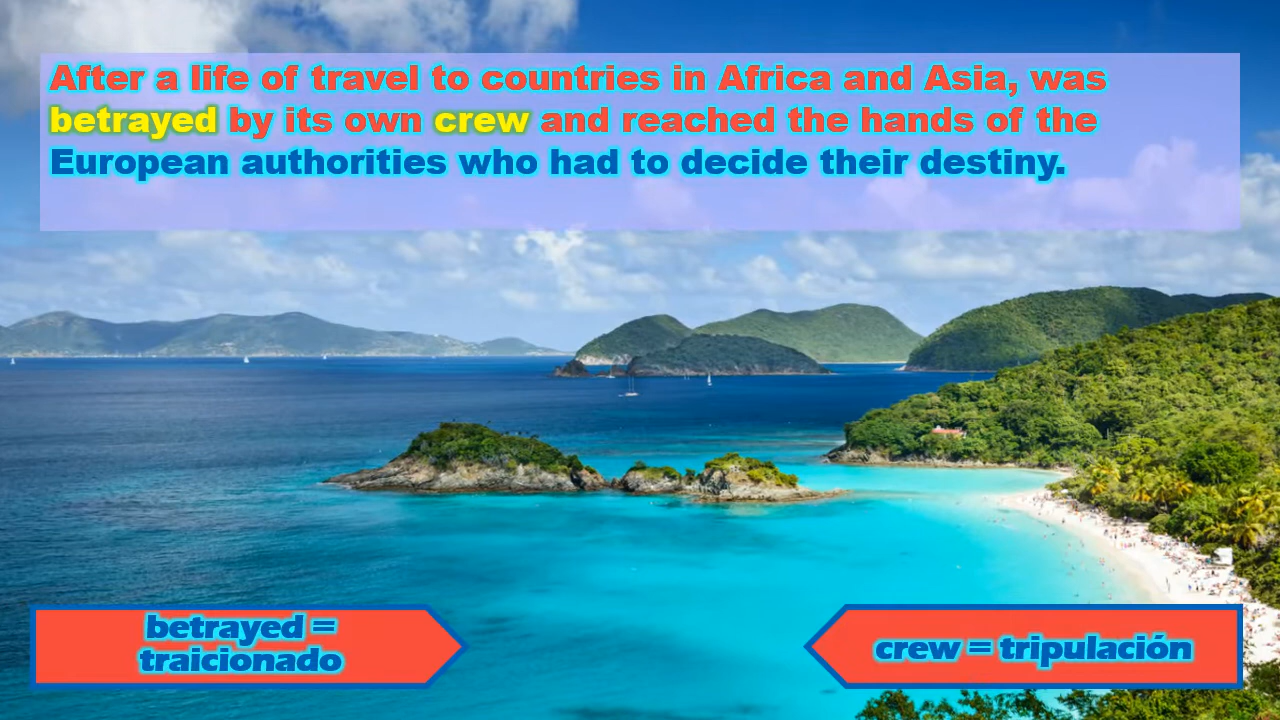 After a life of travel to countries in Africa and Asia, was
betrayed by its own crew and reached the hands of the
European authorities who had to decide their destiny.
betrayed =
traicionado
crew = tripulación